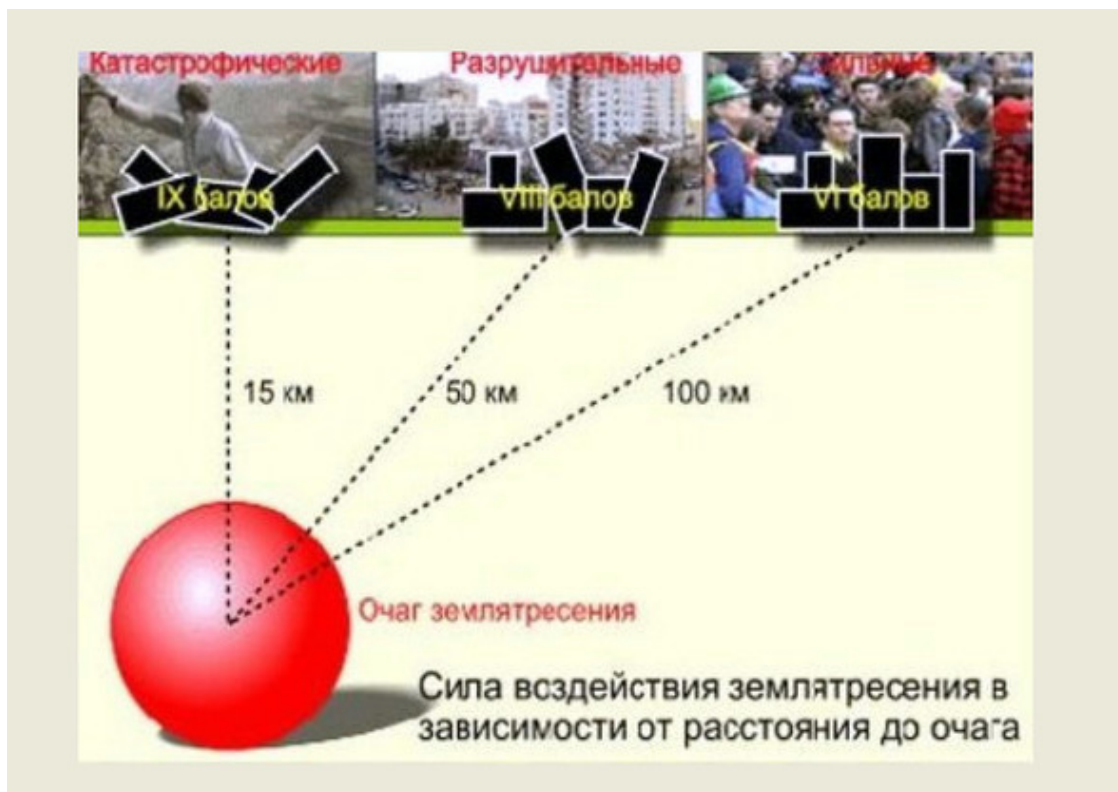 Катастрофические
Разрушительные
Сильные
IX балов
VIII балов
VI балов
15 км
50 км
100 км
Очаг землятресения
Сила воздействия землятресения в
зависимости от расстояния до очага